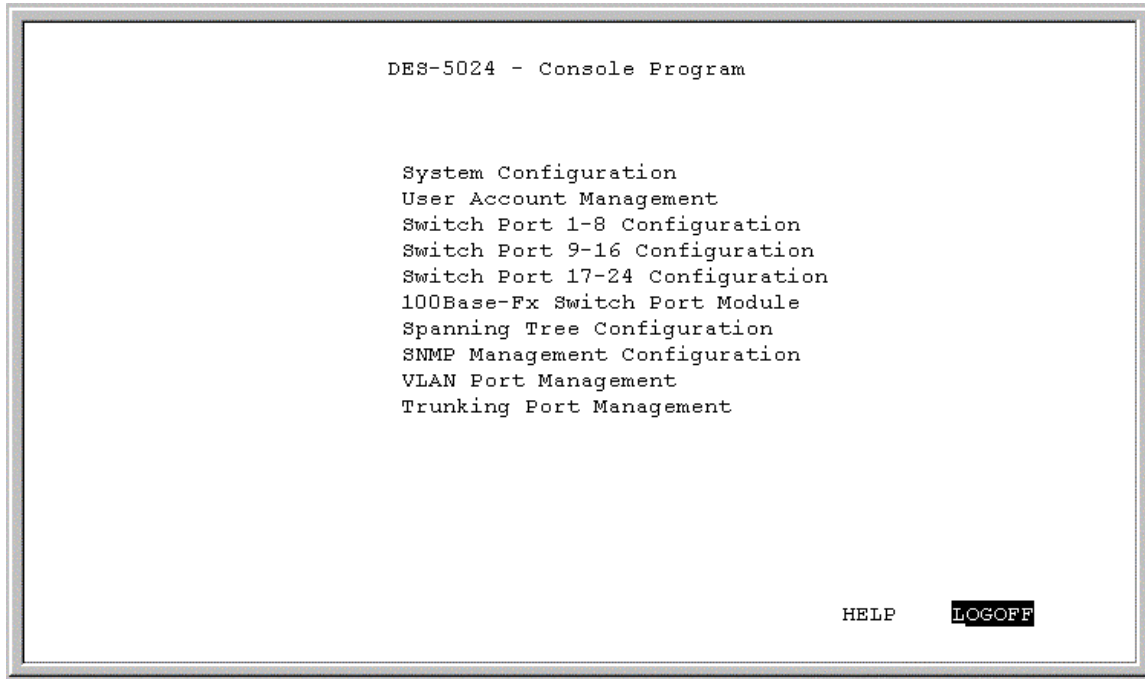 DES-5024 - Console Program
System Configuration
User Account Management
Switch Port 1-8 Configuration
Switch Port 9-16 Configuration
Switch Port 17-24 Configuration
100Base-Fx Switch Port Module
Spanning Tree Configuration
SNMP Management Configuration
VLAN Port Management
Trunking Port Management
HELP LOGOFF